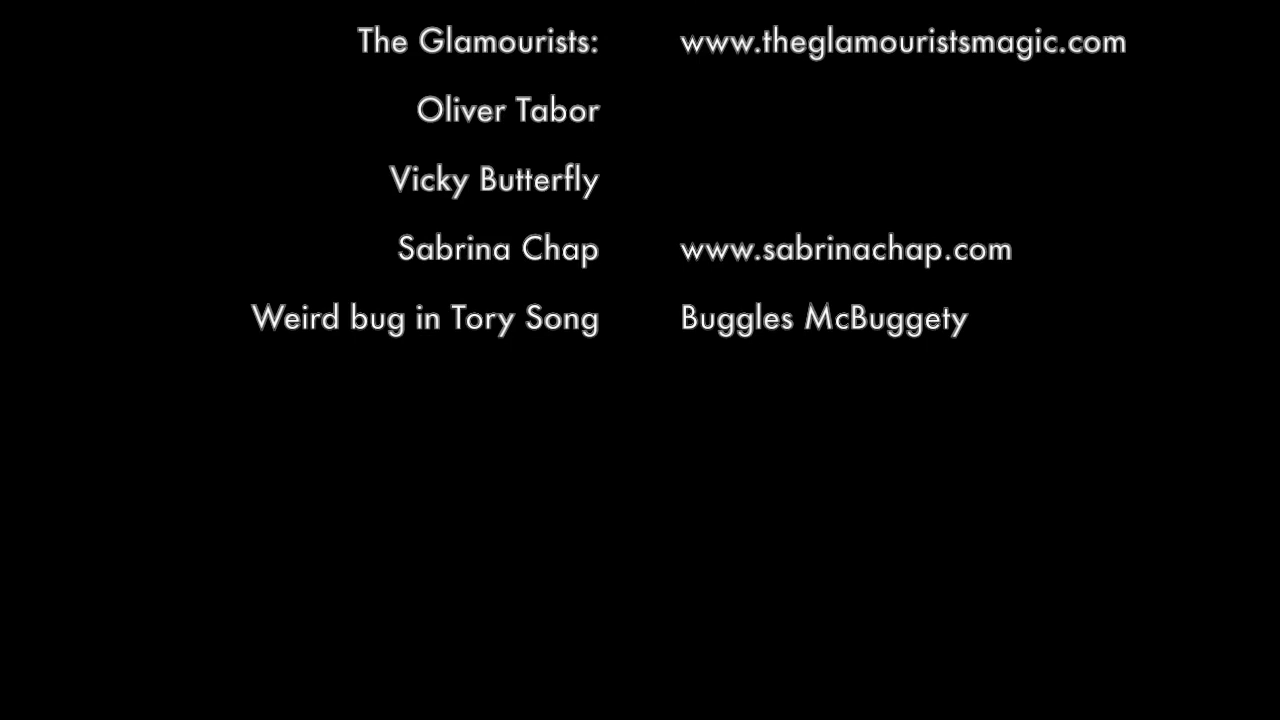 The Glamourists: www.theglamouristsmagic.com
Oliver Tabor
Vicky Butterfly
Sabrina Chap www.sabrinachap.com
Weird bug in Tory Song Buggles McBuggety